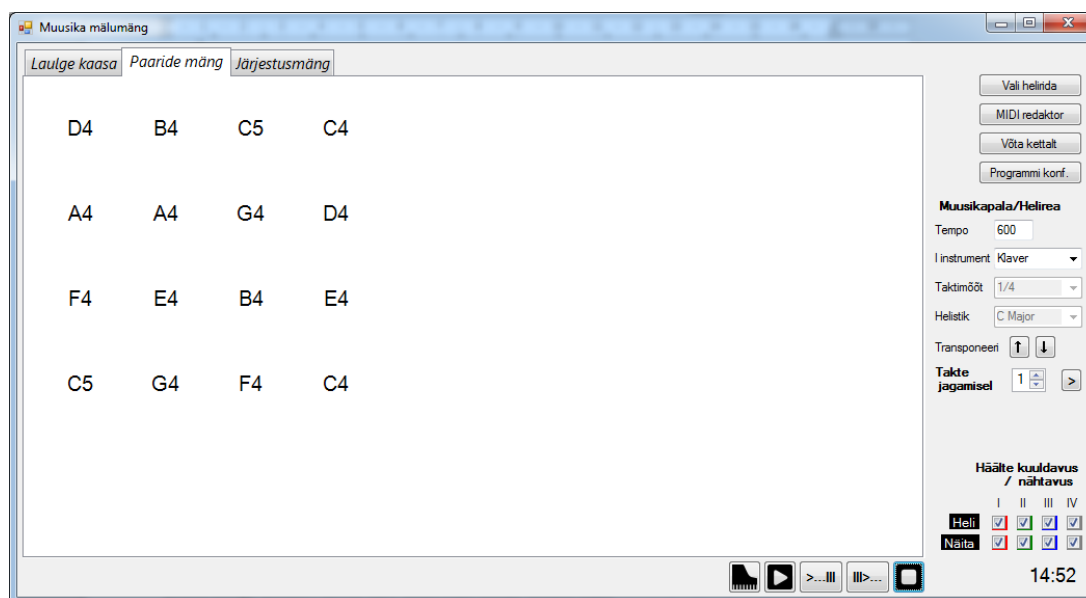 Muusika mälumäng
Laulge kaasa Paaride mäng Järjestusmäng
D4 B4 C5 C4
A4 A4 G4 D4
F4 E4 B4 E4
C5 G4 F4 C4
Vali helirida
MIDI redaktor
Võta kettalt
Programmi konf.
Muusikapala/Helirea
Tempo 600
I instrument Klaver
Taktimõõt 1/4
Helistik C Major
Transponeeri ↑ ↓
Takte
jagamisel 1 >
Häälte kuuldavus
/ nähtavus
I II III IV
Heli
Näita
>...III III>...
14:52